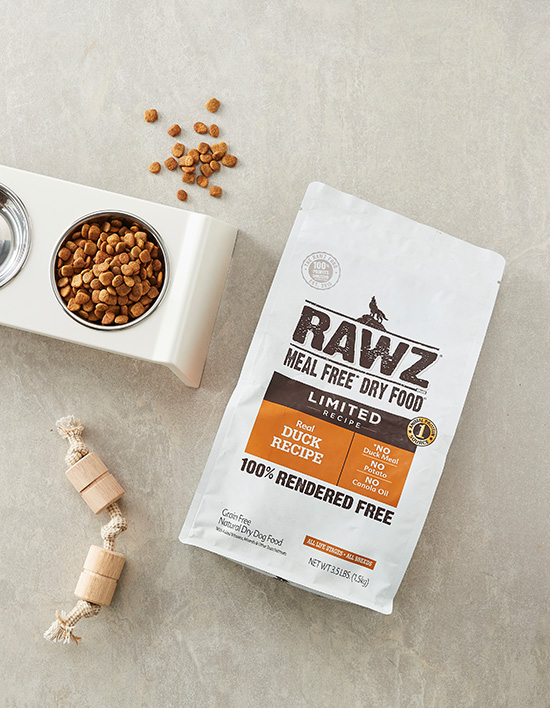 100%
RAWZ
MEAL FREE DRY FOOD
LIMITED
RECIPE
Real
DUCK
RECIPE
*NO
Duck Meal
NO
Potato
NO
Canola Oil
1
100% RENDERED FREE
Grain Free
Natural Dry Dog Food
ALL LIFE STAGES • ALL BREEDS
NET WT 3.5 LBS. (1.5kg)